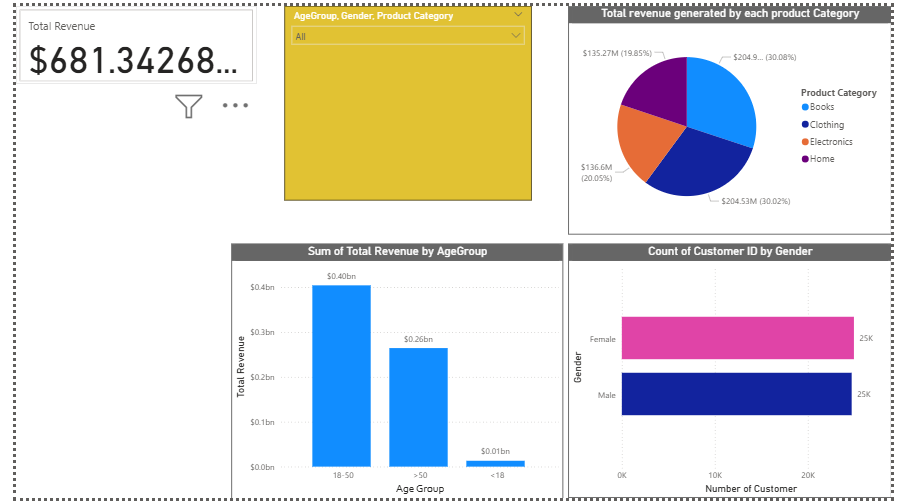 Total Revenue
$681.34268...
AgeGroup, Gender, Product Category
All
Total revenue generated by each product Category
$135.27M (19.85%)
$204.9... (30.08%)
$136.6M
(20.05%)
$204.53M (30.02%)
Product Category
Books
Clothing
Electronics
Home
Sum of Total Revenue by AgeGroup
Total Revenue
$0.4bn
$0.3bn
$0.2bn
$0.1bn
$0.0bn
$0.40bn
$0.26bn
$0.01bn
18-50
>50
<18
Age Group
Count of Customer ID by Gender
Gender
Female
25K
Male
25K
0K
10K
20K
Number of Customer